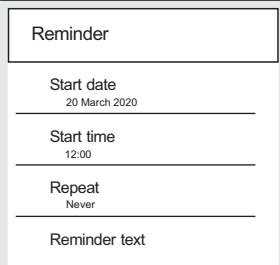 Reminder
Start date
20 March 2020
Start time
12:00
Repeat
Never
Reminder text